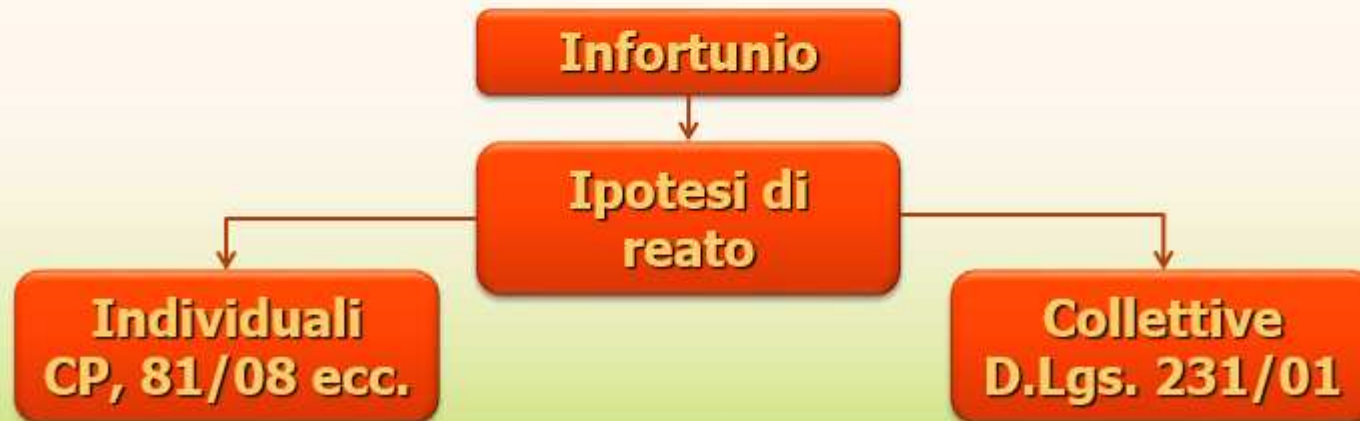 Infortunio
Ipotesi di
reato
Individuali
CP, 81/08 ecc.
Collettive
D.Lgs. 231/01